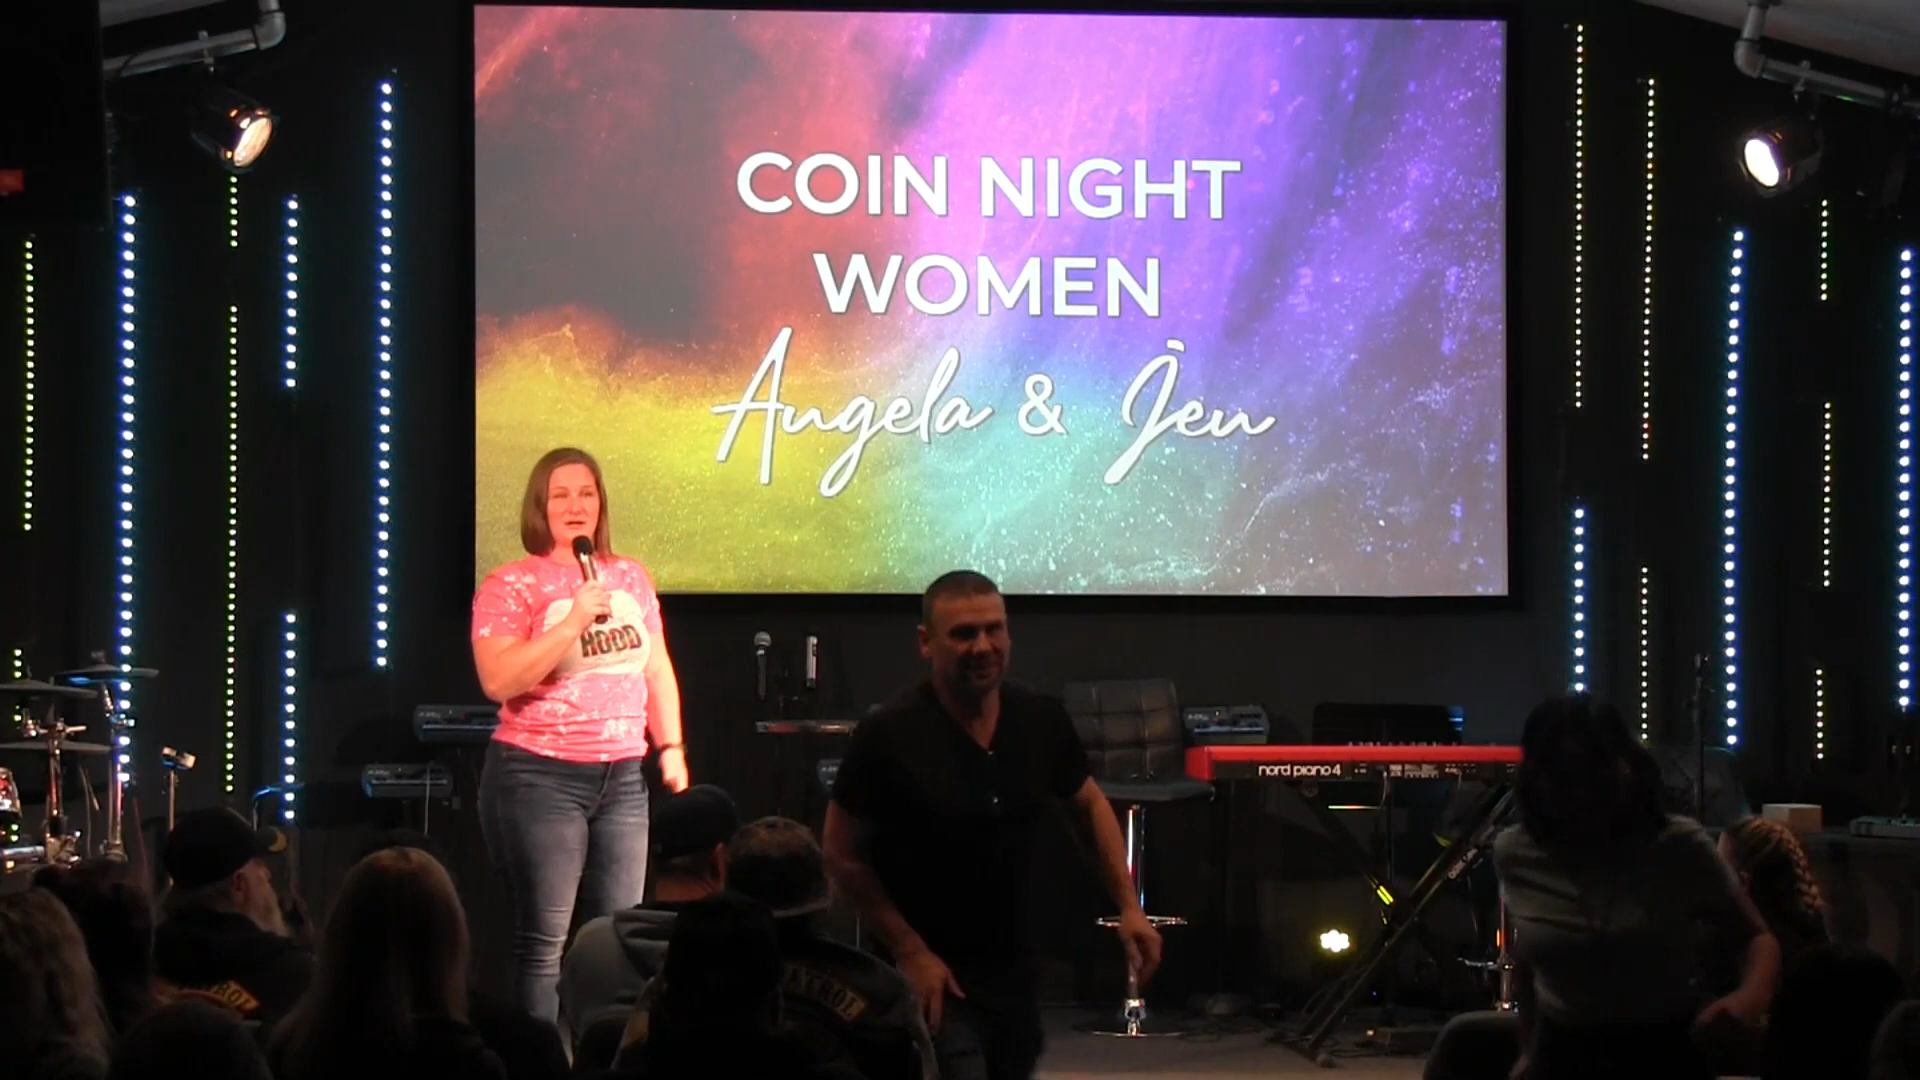 COIN NIGHT
WOMEN
Angela & Jen
HOOD
nord piano 4